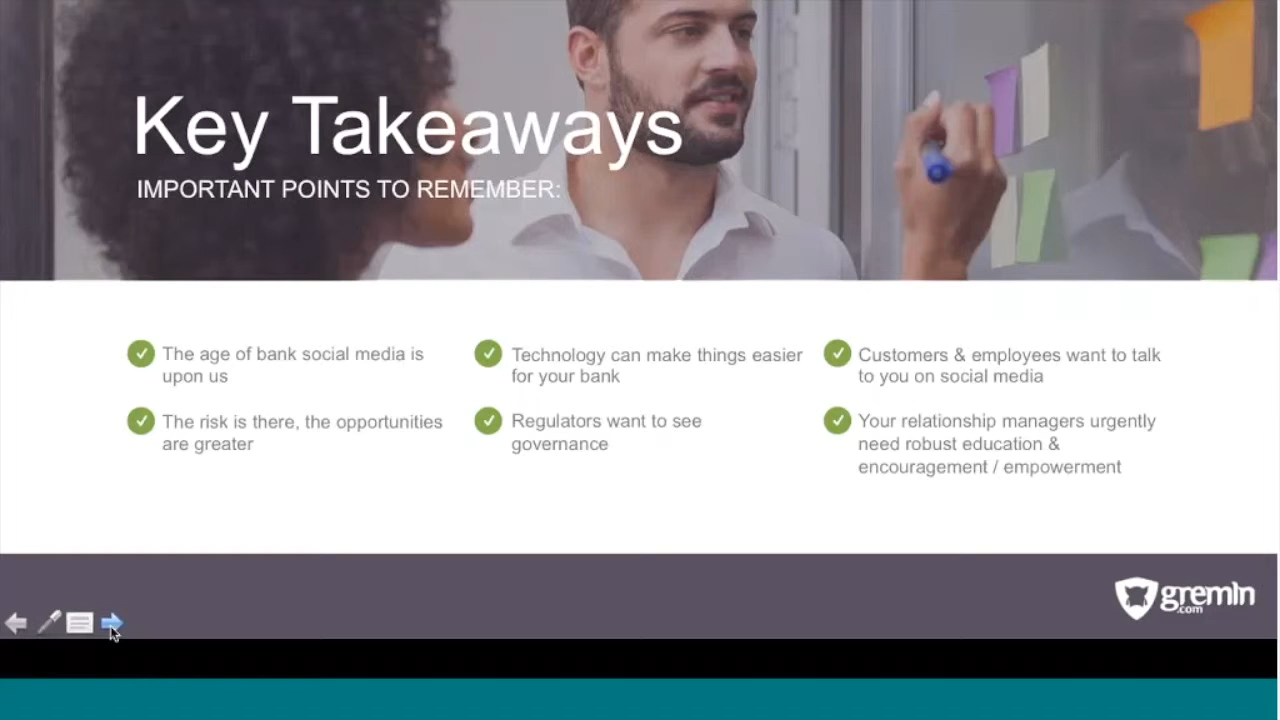 Key Takeaways
IMPORTANT POINTS TO REMEMBER:
The age of bank social media is
upon us
The risk is there, the opportunities
are greater
Technology can make things easier
for your bank
Regulators want to see
governance
Customers & employees want to talk
to you on social media
Your relationship managers urgently
need robust education &
encouragement / empowerment
gremln
.com